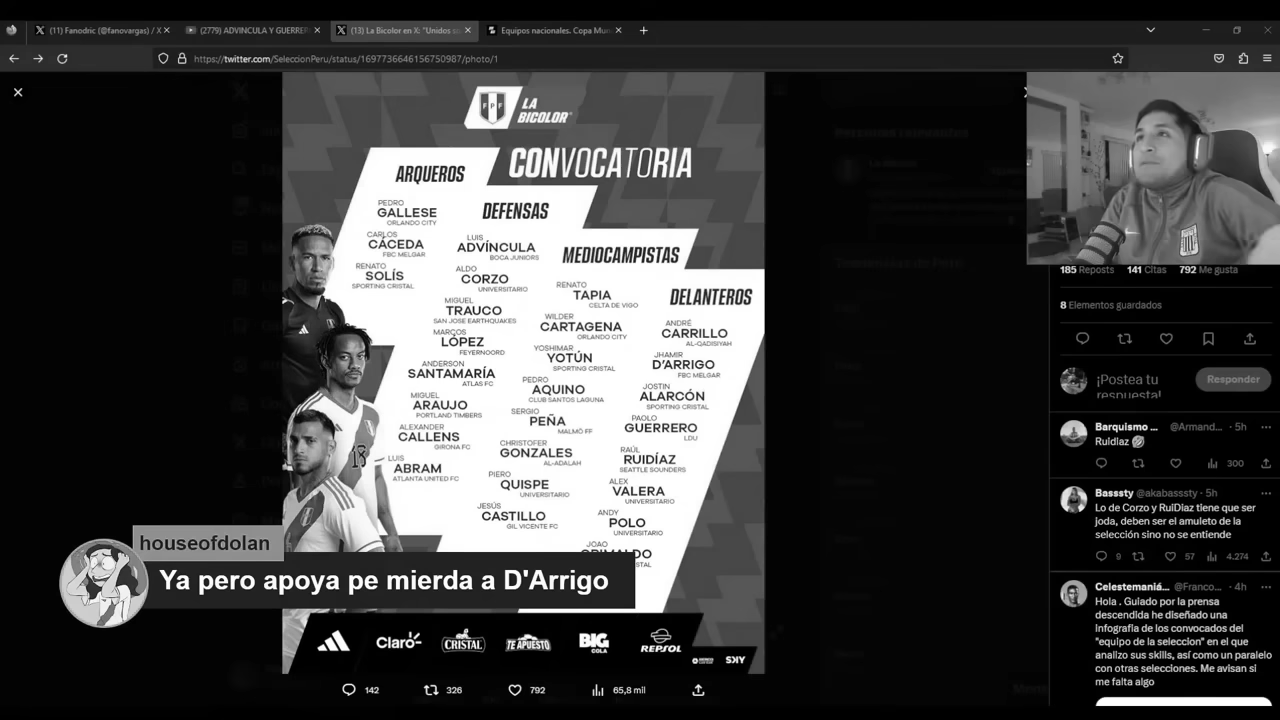 (11) Fanodric (@fanovargas) / X
(2779) ADVINCULA Y GUERRE
(13) La Bicolor en X: "Unidos s
Equipos nacionales. Copa Mu
https://twitter.com/SeleccionPeru/status/1697736646156750987/photo/1
FPF
LA
BICOLOR
CONVOCATORIA
ARQUEROS
PEDRO
GALLESE
ORLANDO CITY
CARLOS
CÁCEDA
FBC MELGAR
RENATO
SOLÍS
SPORTING CRISTAL
DEFENSAS
LUIS
ADVÍNCULA
BOCA JUNIORS
ALDO
CORZO
UNIVERSITARIO
MIGUEL
TRAUCO
SAN JOSE EARTHQUAKES
MARCOS
LÓPEZ
FEYERNOORD
ANDERSON
SANTAMARÍA
ATLAS FC
MIGUEL
ARAUJO
PORTLAND TIMBERS
ALEXANDER
CALLENS
GIRONA FC
LUIS
ABRAM
ATLANTA UNITED FC
MEDIOCAMPISTAS
RENATO
TAPIA
CELTA DE VIGO
WILDER
CARTAGENA
ORLANDO CITY
YOSHIMAR
YOTÚN
SPORTING CRISTAL
PEDRO
AQUINO
CLUB SANTOS LAGUNA
SERGIO
PEÑA
MALMÖ FF
CHRISTOFER
GONZALES
AL-ADALAH
PIERO
QUISPE
UNIVERSITARIO
JESÚS
CASTILLO
GIL VICENTE FC
DELANTEROS
ANDRÉ
CARRILLO
AL-QADISIYAH
JHAMIR
D'ARRIGO
FBC MELGAR
JOSTIN
ALARCÓN
SPORTING CRISTAL
PAOLO
GUERRERO
LDU
RAÚL
RUIDÍAZ
SEATTLE SOUNDERS
ALEX
VALERA
UNIVERSITARIO
ANDY
POLO
UNIVERSITARIO
JOAO
18
houseofdolan
Ya pero apoya pe mierda a D'Arrigo
Claro
CRISTAL
TE APUESTO
BIG
COLA
REPSOL
SKY
142
326
792
65,8 mil
185 Reposts 141 Citas 792 Me gusta
8 Elementos guardados
¡Postea tu
respuesta!
Responder
Barquismo ... @Armand... · 5h
Ruidíaz
300
Basssty @akabasssty · 5h
Lo de Corzo y RuiDiaz tiene que ser
joda, deben ser el amuleto de la
selección sino no se entiende
9 57 4.274
Celestemaniá... @Franco... · 4h
Hola . Guiado por la prensa
descendida he diseñado una
Infografía de los convocados del
"equipo de la seleccion" en el que
analizo sus skills, así como un paralelo
con otras selecciones. Me avisan si
me falta algo